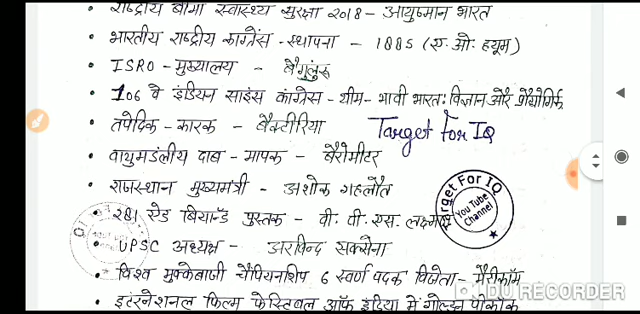 • राष्ट्रीय बीमा स्वास्थ्य सुरक्षा 2018 - आयुष्मान भारत
• भारतीय राष्ट्रीय कांग्रेस - स्थापना - 1885 (ए. ओ. ह्यूम)
• ISRO - मुख्यालय - बैंगुलुरू
• 106 वे इंडियन साइंस कांग्रेस - थीम - भावी भारत: विज्ञान और प्रौद्योगिक
• तपेदिक - कारक - बैक्टीरिया Target For IQ
• वायुमंडलीय दाब - मापक - बैरोमीटर
• राजस्थान मुख्यमंत्री - अशोक गहलौत
• 281 ऐंड बियान्ड पुस्तक - वी. वी. एस. लक्ष्मण
Target For IQ
You Tube
Channel
• UPSC अध्यक्ष - अरविन्द सक्सेना
• विश्व मुक्केबाजी चैंपियनशिप 6 स्वर्ण पदक विजेता - मैरीकॉम
DU RECORDER
• इंटरनेशनल फिल्म फेस्टिवल ऑफ इंडिया में गोल्डन पीकॉक